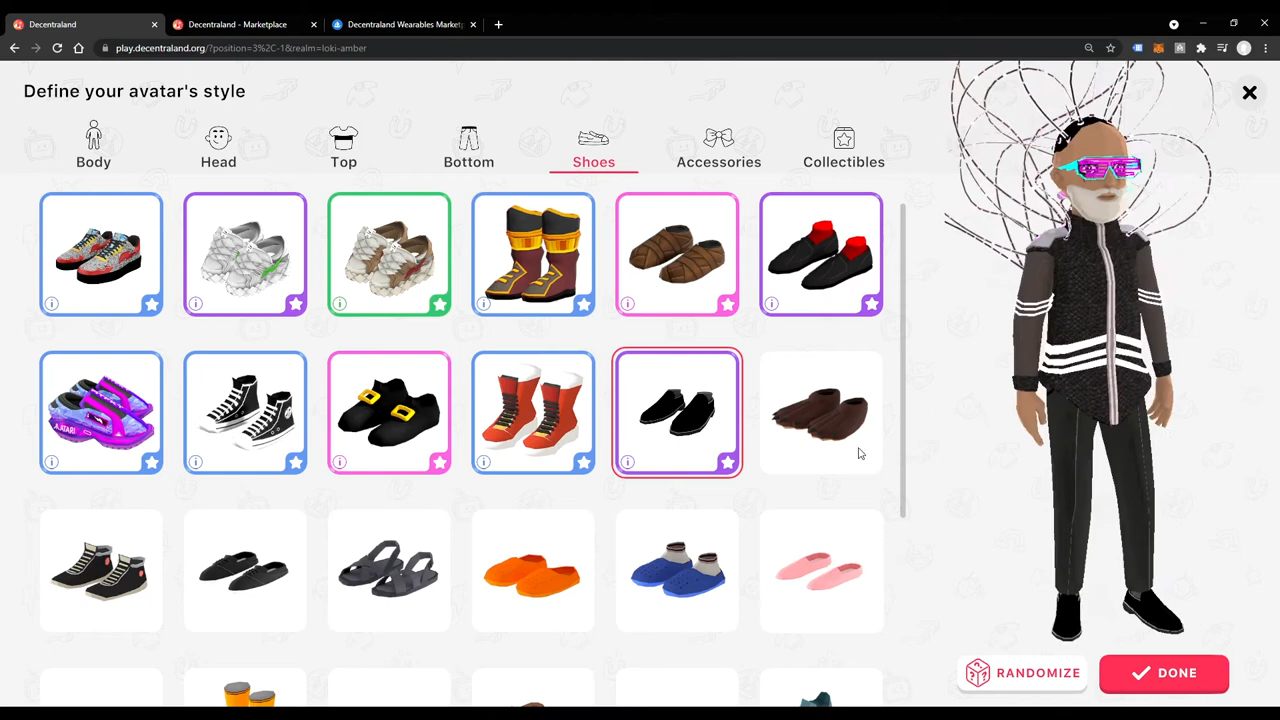 Decentraland
Decentraland - Marketplace
Decentraland Wearables Market
play.decentraland.org/?position=3%2C-1&realm=loki-amber
Define your avatar's style
Body
Head
Top
Bottom
Shoes
Accessories
Collectibles
ATARI
RANDOMIZE
DONE